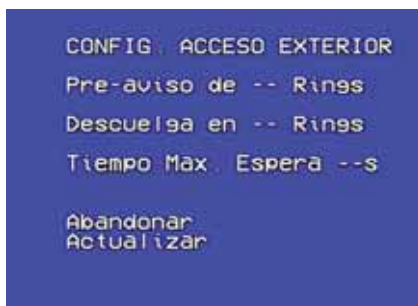 CONFIG. ACCESO EXTERIOR
Pre-aviso de -- Rings
Descuelga en -- Rings
Tiempo Max. Espera --s
Abandonar
Actualizar